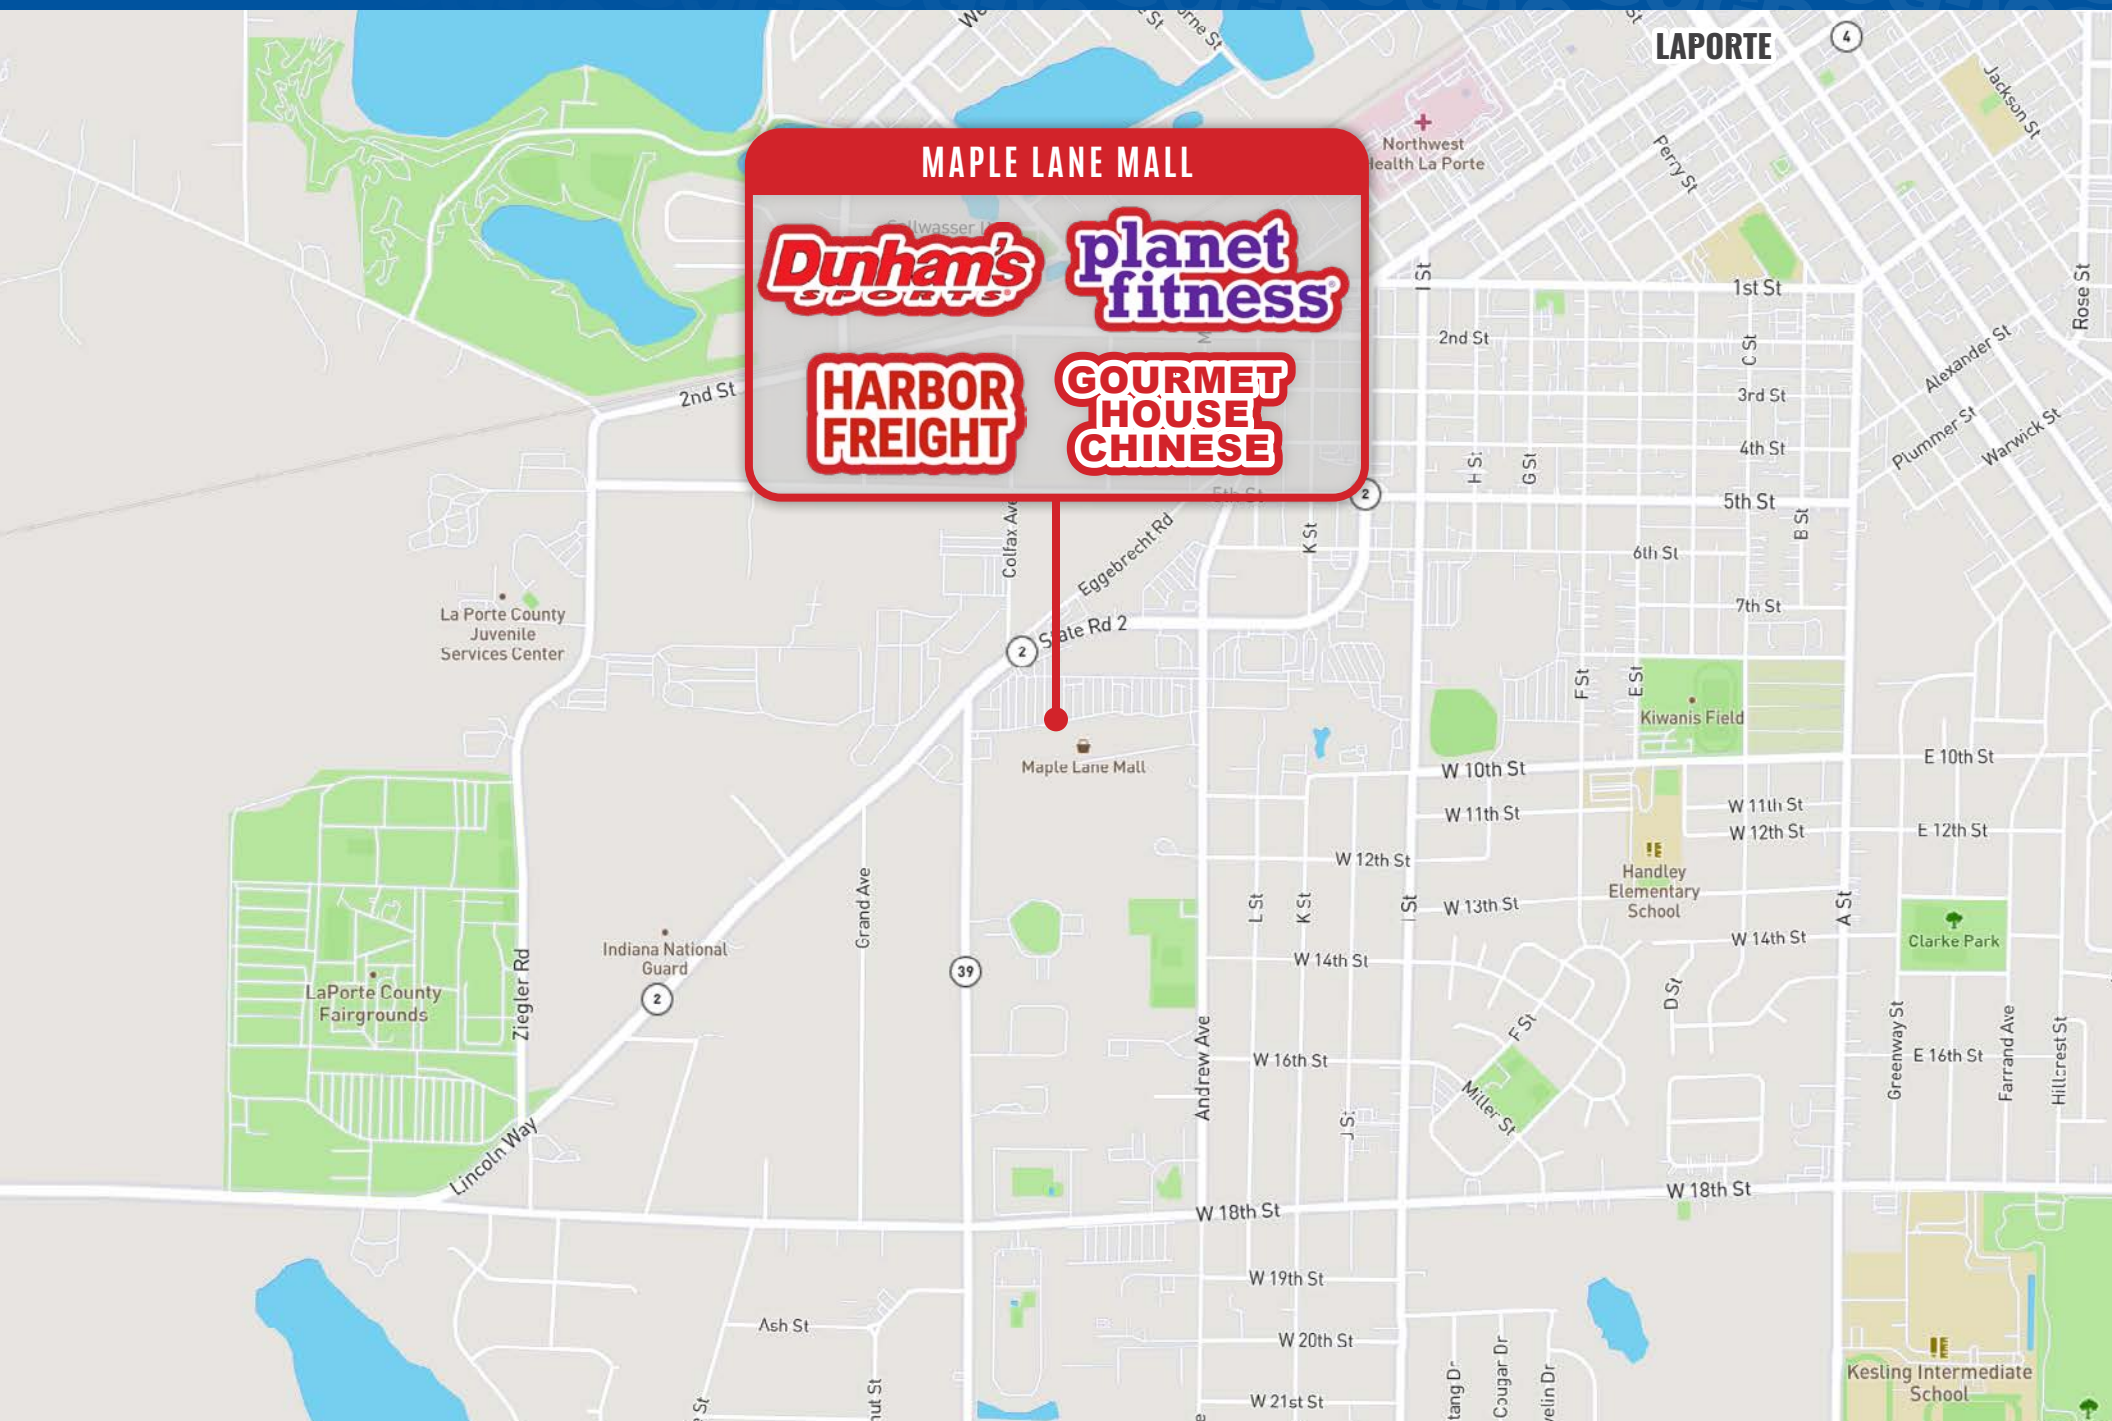 LAPORTE
4
Jackson St
Northwest
Health La Porte
Perry St
MAPLE LANE MALL
Dunham's
SPORTS
planet
fitness
HARBOR
FREIGHT
GOURMET
HOUSE
CHINESE
I St
1st St
Rose St
2nd St
C St
Alexander St
2nd St
3rd St
Plummer St
Warwick St
4th St
H St
G St
5th St
2
5th St
B St
Colfax Ave
Eggebrecht Rd
K St
6th St
La Porte County
Juvenile
Services Center
7th St
2
State Rd 2
F St
E St
Kiwanis Field
Maple Lane Mall
W 10th St
E 10th St
W 11th St
W 11th St
W 12th St
E 12th St
W 12th St
Handley
Elementary
School
Grand Ave
L St
K St
I St
W 13th St
A St
Indiana National
Guard
2
39
W 14th St
W 14th St
Clarke Park
LaPorte County
Fairgrounds
Ziegler Rd
D St
F St
Andrew Ave
W 16th St
Greenway St
E 16th St
Farrand Ave
Hillcrest St
Miller St
J St
Lincoln Way
W 18th St
W 18th St
W 19th St
Ash St
W 20th St
Cougar Dr
W 21st St
Kesling Intermediate
School